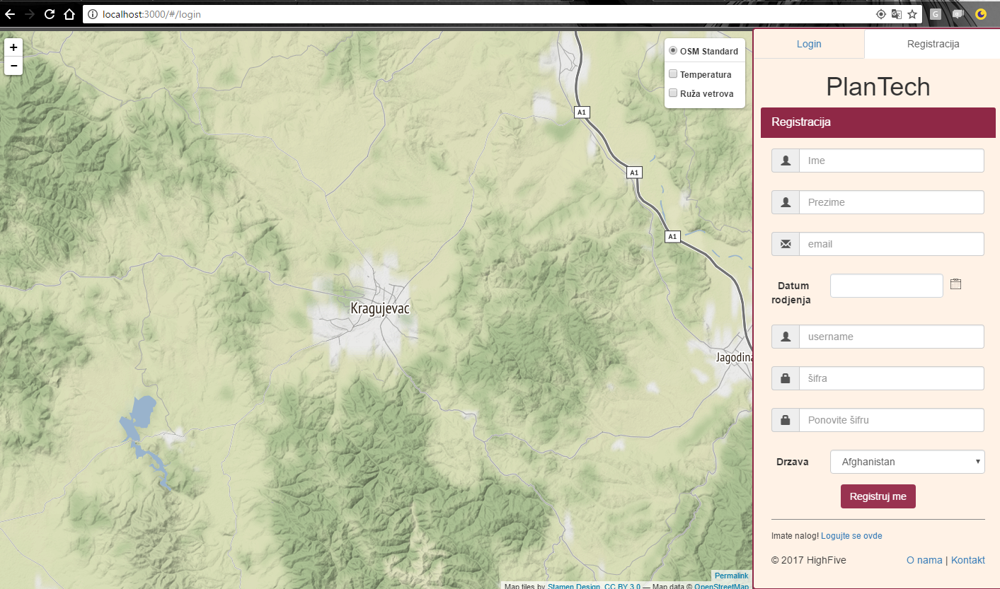 localhost:3000/#/login
G
+
−
OSM Standard
Temperatura
Ruža vetrova
A1
A1
A1
Kragujevac
Jagodina
Permalink
Map tiles by Stamen Design, CC BY 3.0 — Map data © OpenStreetMap
Login
Registracija
PlanTech
Registracija
Ime
Prezime
email
Datum
rodjenja
username
šifra
Ponovite šifru
Drzava
Afghanistan
Registruj me
Imate nalog! Logujte se ovde
© 2017 HighFive
O nama | Kontakt